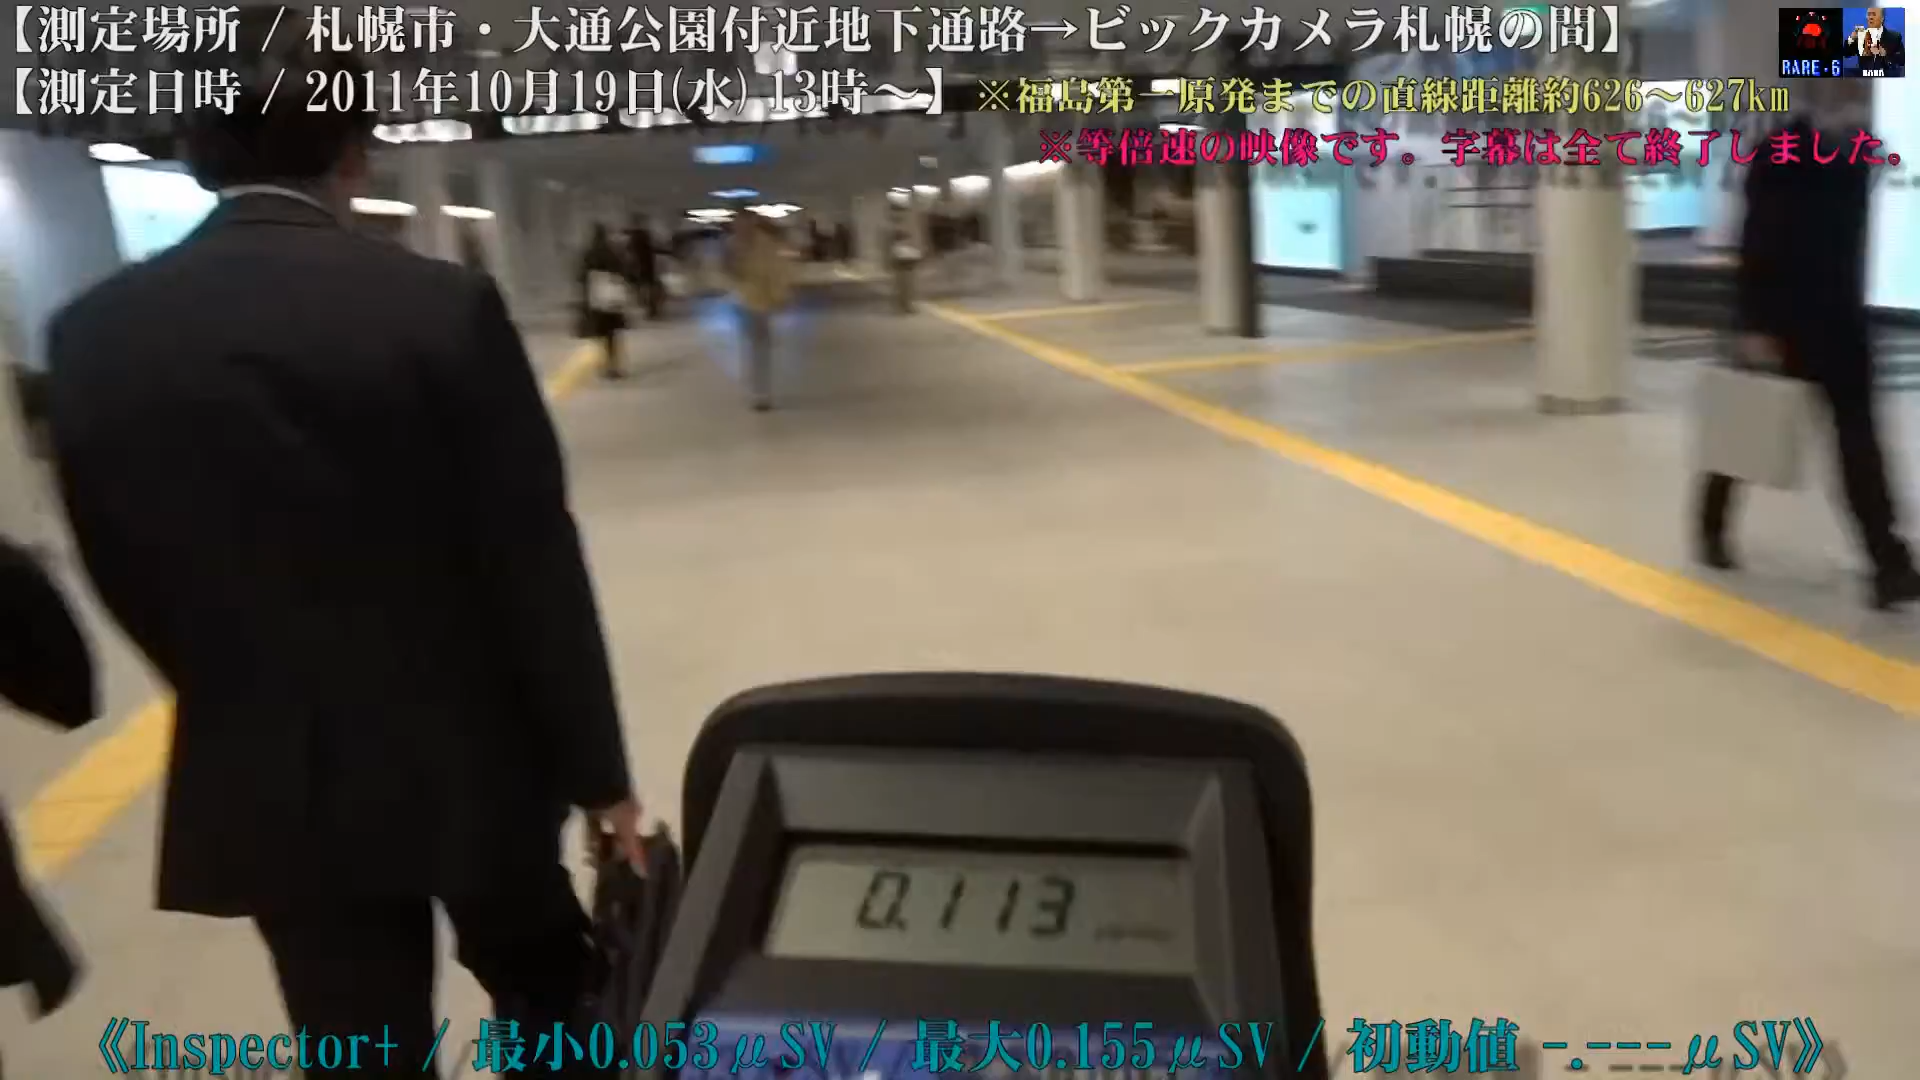 【測定場所 / 札幌市・大通公園付近地下通路→ビックカメラ札幌の間】
【測定日時 / 2011年10月19日(水) 13時～】 ※福島第一原発までの直線距離約626～627km
※等倍速の映像です。字幕は全て終了しました。
RARE・6
0.113
《Inspector+ / 最小0.053μSV / 最大0.155μSV / 初動値 -.---μSV》